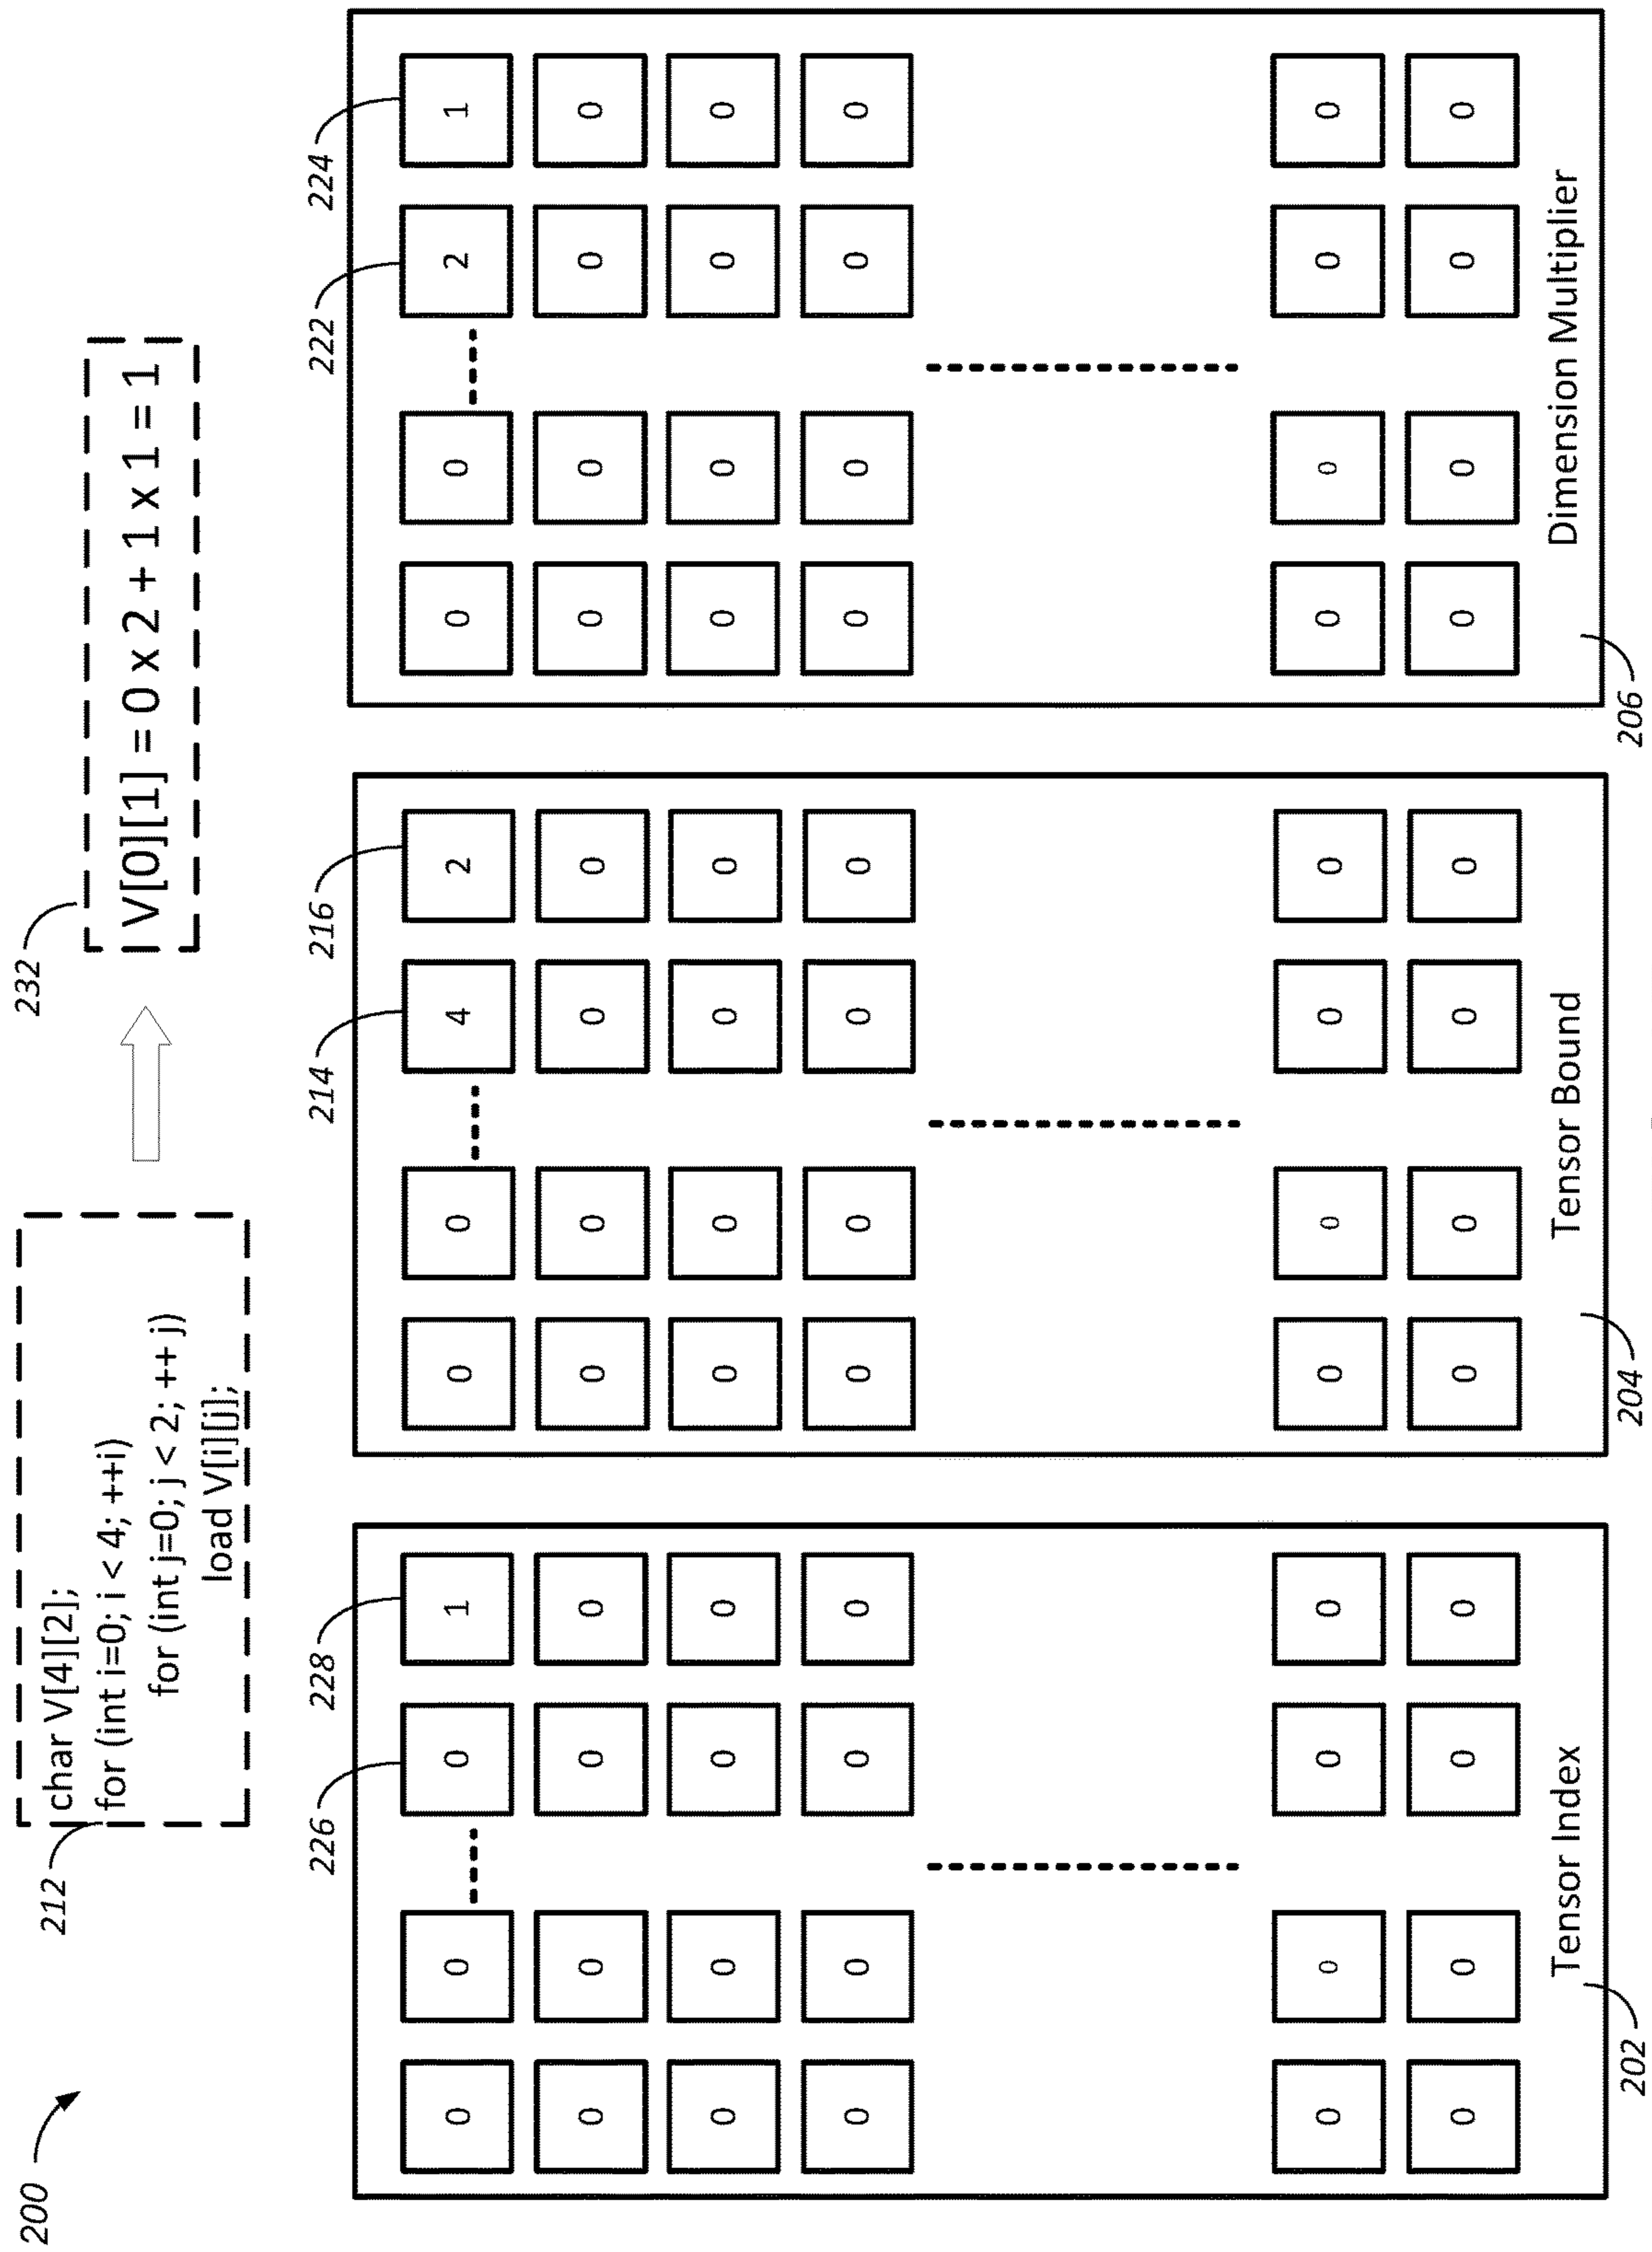 200
212
char V[4][2];
for (int i=0; i < 4; ++i)
for (int j=0; j < 2; ++ j)
load V[i][j];
232
V[0][1] = 0 x 2 + 1 x 1 = 1
226
228
0 0 0 1
0 0 0 0
0 0 0 0
0 0 0 0
0 0 0 0
0 0 0 0
Tensor Index
202
214
216
0 0 4 2
0 0 0 0
0 0 0 0
0 0 0 0
0 0 0 0
0 0 0 0
Tensor Bound
204
222
224
0 0 2 1
0 0 0 0
0 0 0 0
0 0 0 0
0 0 0 0
0 0 0 0
Dimension Multiplier
206